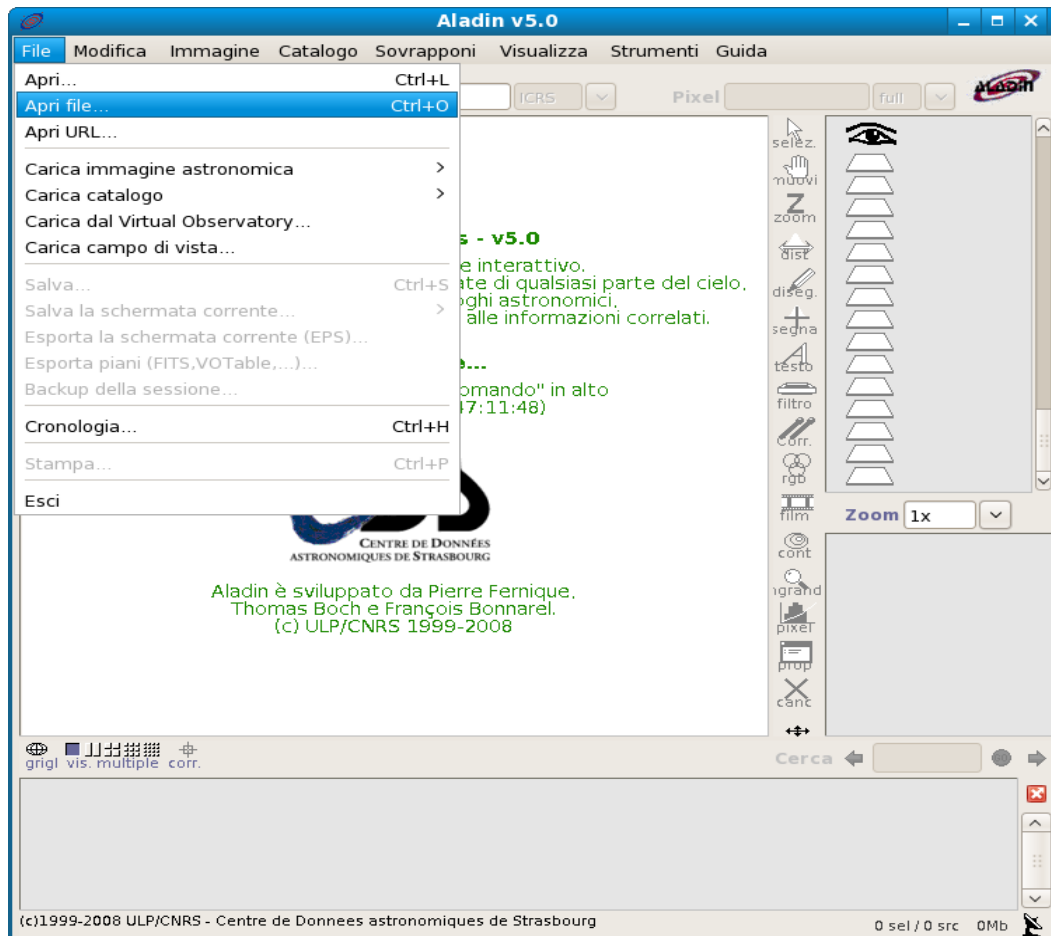 Aladin v5.0
File Modifica Immagine Catalogo Sovrapponi Visualizza Strumenti Guida
Apri... Ctrl+L
Apri file... Ctrl+O
Apri URL...
Carica immagine astronomica >
Carica catalogo >
Carica dal Virtual Observatory...
Carica campo di vista...
Salva... Ctrl+S
Salva la schermata corrente... >
Esporta la schermata corrente (EPS)...
Esporta piani (FITS,VOTable,...)...
Backup della sessione...
Cronologia... Ctrl+H
Stampa... Ctrl+P
Esci
ICRS Pixel full ALADIN
s - v5.0
e interattivo.
ate di qualsiasi parte del cielo,
oghi astronomici,
alle informazioni correlati.
e...
omando" in alto
47:11:48)
CENTRE DE DONNÉES
ASTRONOMIQUES DE STRASBOURG
Aladin è sviluppato da Pierre Fernique,
Thomas Boch e François Bonnarel.
(c) ULP/CNRS 1999-2008
selez.
muovi
zoom
dist
diseg.
segna
testo
filtro
Corr.
rgb
film
cont
ngrand
pixel
prop
canc
Zoom 1x
grigl vis. multiple corr.
Cerca
(c)1999-2008 ULP/CNRS - Centre de Donnees astronomiques de Strasbourg
0 sel / 0 src 0Mb